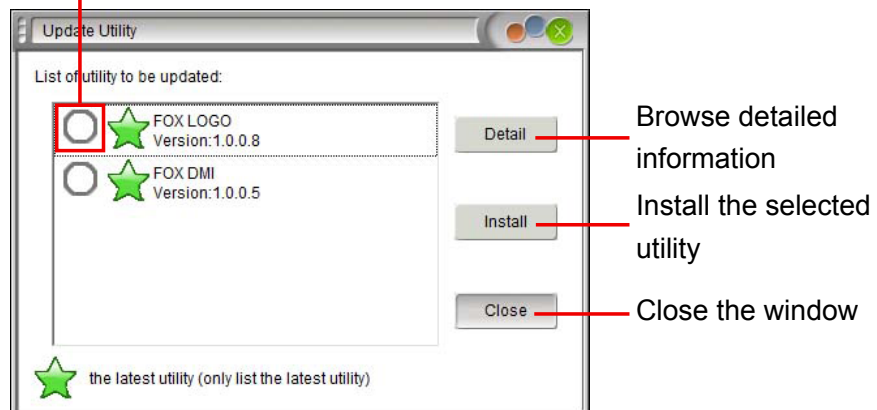 Update Utility
List of utility to be updated:
FOX LOGO
Version:1.0.0.8
FOX DMI
Version:1.0.0.5
Detail
Install
Close
the latest utility (only list the latest utility)
Browse detailed
information
Install the selected
utility
Close the window